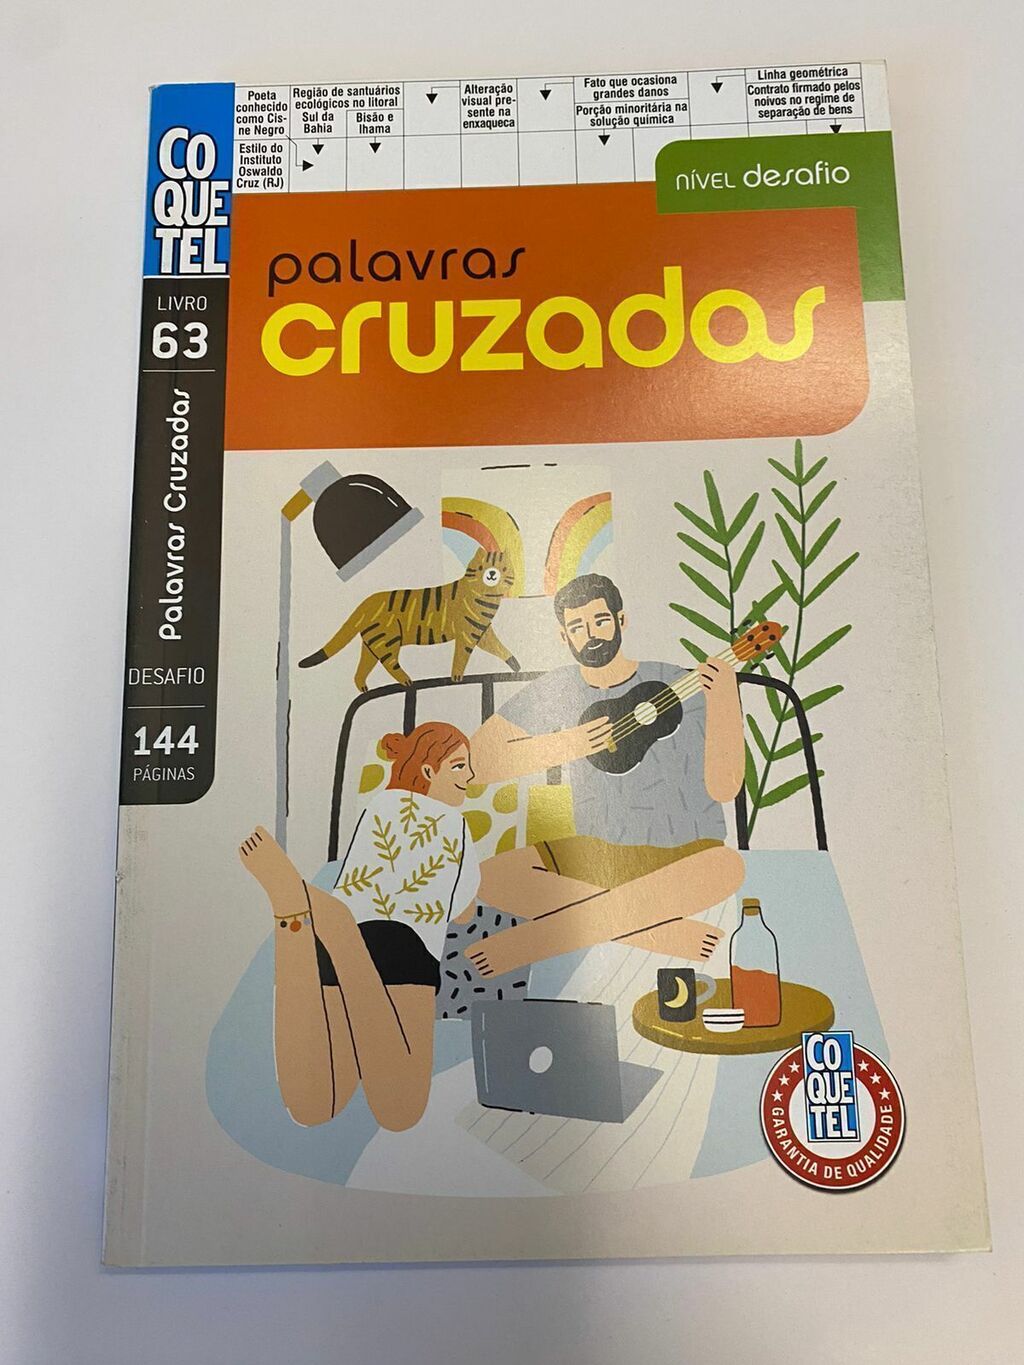 Poeta
conhecido
como Cis-
ne Negro
Região de santuários
ecológicos no litoral
Sul da
Bahia
Bisão e
lhama
Alteração
visual pre-
sente na
enxaqueca
Fato que ocasiona
grandes danos
Porção minoritária na
solução química
Linha geométrica
Contrato firmado pelos
noivos no regime de
separação de bens
Estilo do
Instituto
Oswaldo
Cruz (RJ)
CO
QUE
TEL
NÍVEL desafio
palavras
cruzadas
LIVRO
63
Palavras Cruzadas
DESAFIO
144
PÁGINAS
CO
QUE
TEL
GARANTIA DE QUALIDADE